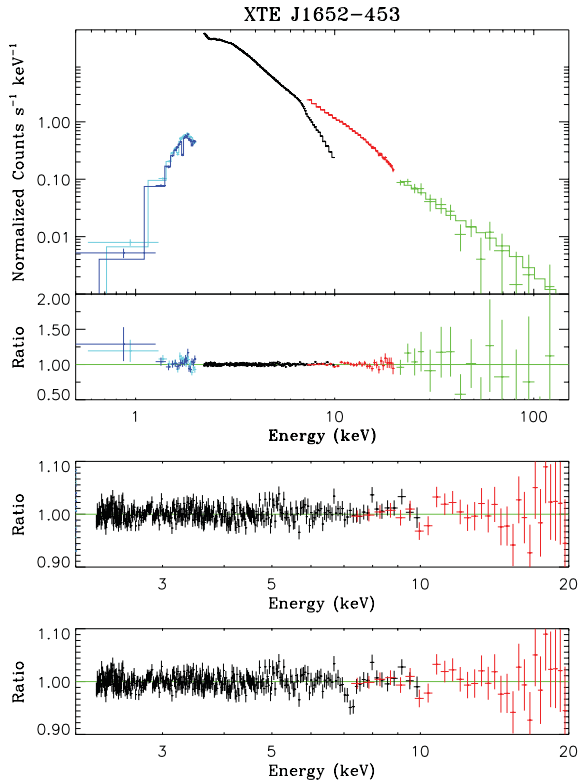 XTE J1652-453
Normalized Counts s⁻¹ keV⁻¹
1.00
0.10
0.01
2.00
1.50
1.00
0.50
Ratio
1 10 100
Energy (keV)
1.10
1.00
0.90
Ratio
3 5 10 20
Energy (keV)
1.10
1.00
0.90
Ratio
3 5 10 20
Energy (keV)